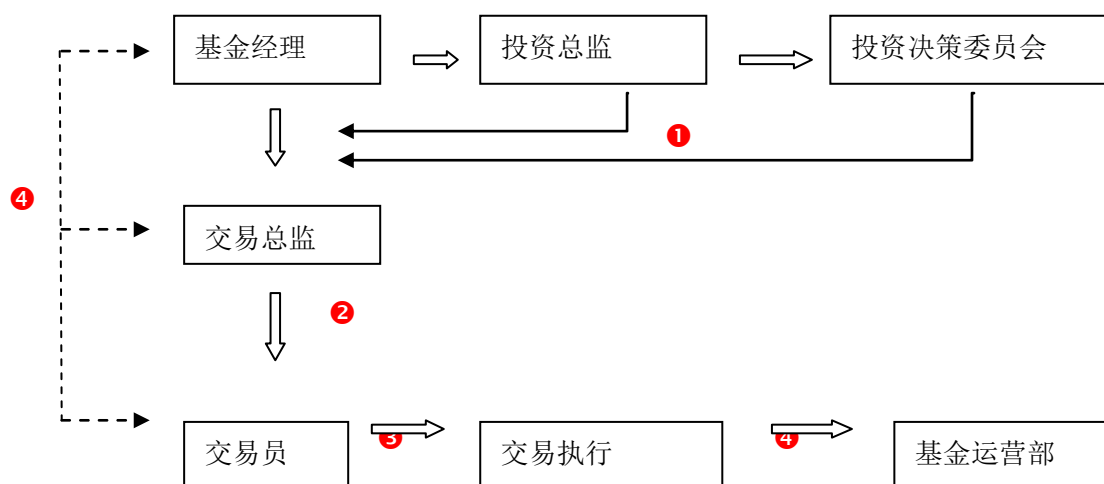 基金经理
投资总监
投资决策委员会
❶
❹
交易总监
❷
交易员
❸
交易执行
❹
基金运营部